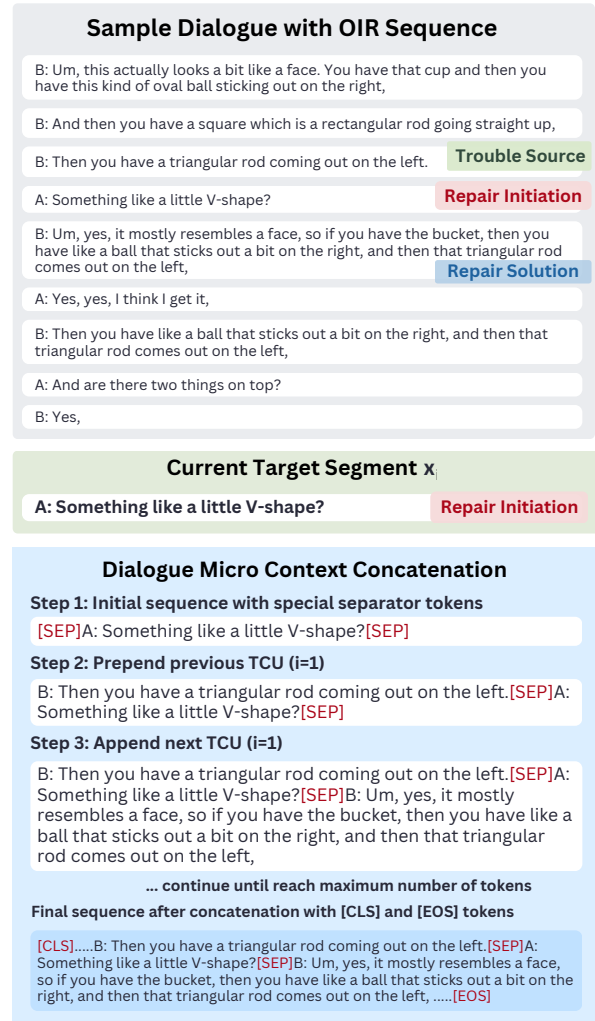 Sample Dialogue with OIR Sequence
B: Um, this actually looks a bit like a face. You have that cup and then you
have this kind of oval ball sticking out on the right,
B: And then you have a square which is a rectangular rod going straight up,
B: Then you have a triangular rod coming out on the left.
Trouble Source
A: Something like a little V-shape?
Repair Initiation
B: Um, yes, it mostly resembles a face, so if you have the bucket, then you
have like a ball that sticks out a bit on the right, and then that triangular rod
comes out on the left,
Repair Solution
A: Yes, yes, I think I get it,
B: Then you have like a ball that sticks out a bit on the right, and then that
triangular rod comes out on the left,
A: And are there two things on top?
B: Yes,
Current Target Segment xi
A: Something like a little V-shape?
Repair Initiation
Dialogue Micro Context Concatenation
Step 1: Initial sequence with special separator tokens
[SEP]A: Something like a little V-shape?[SEP]
Step 2: Prepend previous TCU (i=1)
B: Then you have a triangular rod coming out on the left.[SEP]A:
Something like a little V-shape?[SEP]
Step 3: Append next TCU (i=1)
B: Then you have a triangular rod coming out on the left.[SEP]A:
Something like a little V-shape?[SEP]B: Um, yes, it mostly
resembles a face, so if you have the bucket, then you have like a
ball that sticks out a bit on the right, and then that triangular
rod comes out on the left,
... continue until reach maximum number of tokens
Final sequence after concatenation with [CLS] and [EOS] tokens
[CLS].....B: Then you have a triangular rod coming out on the left.[SEP]A:
Something like a little V-shape?[SEP]B: Um, yes, it mostly resembles a face,
so if you have the bucket, then you have like a ball that sticks out a bit on the
right, and then that triangular rod comes out on the left, .....[EOS]